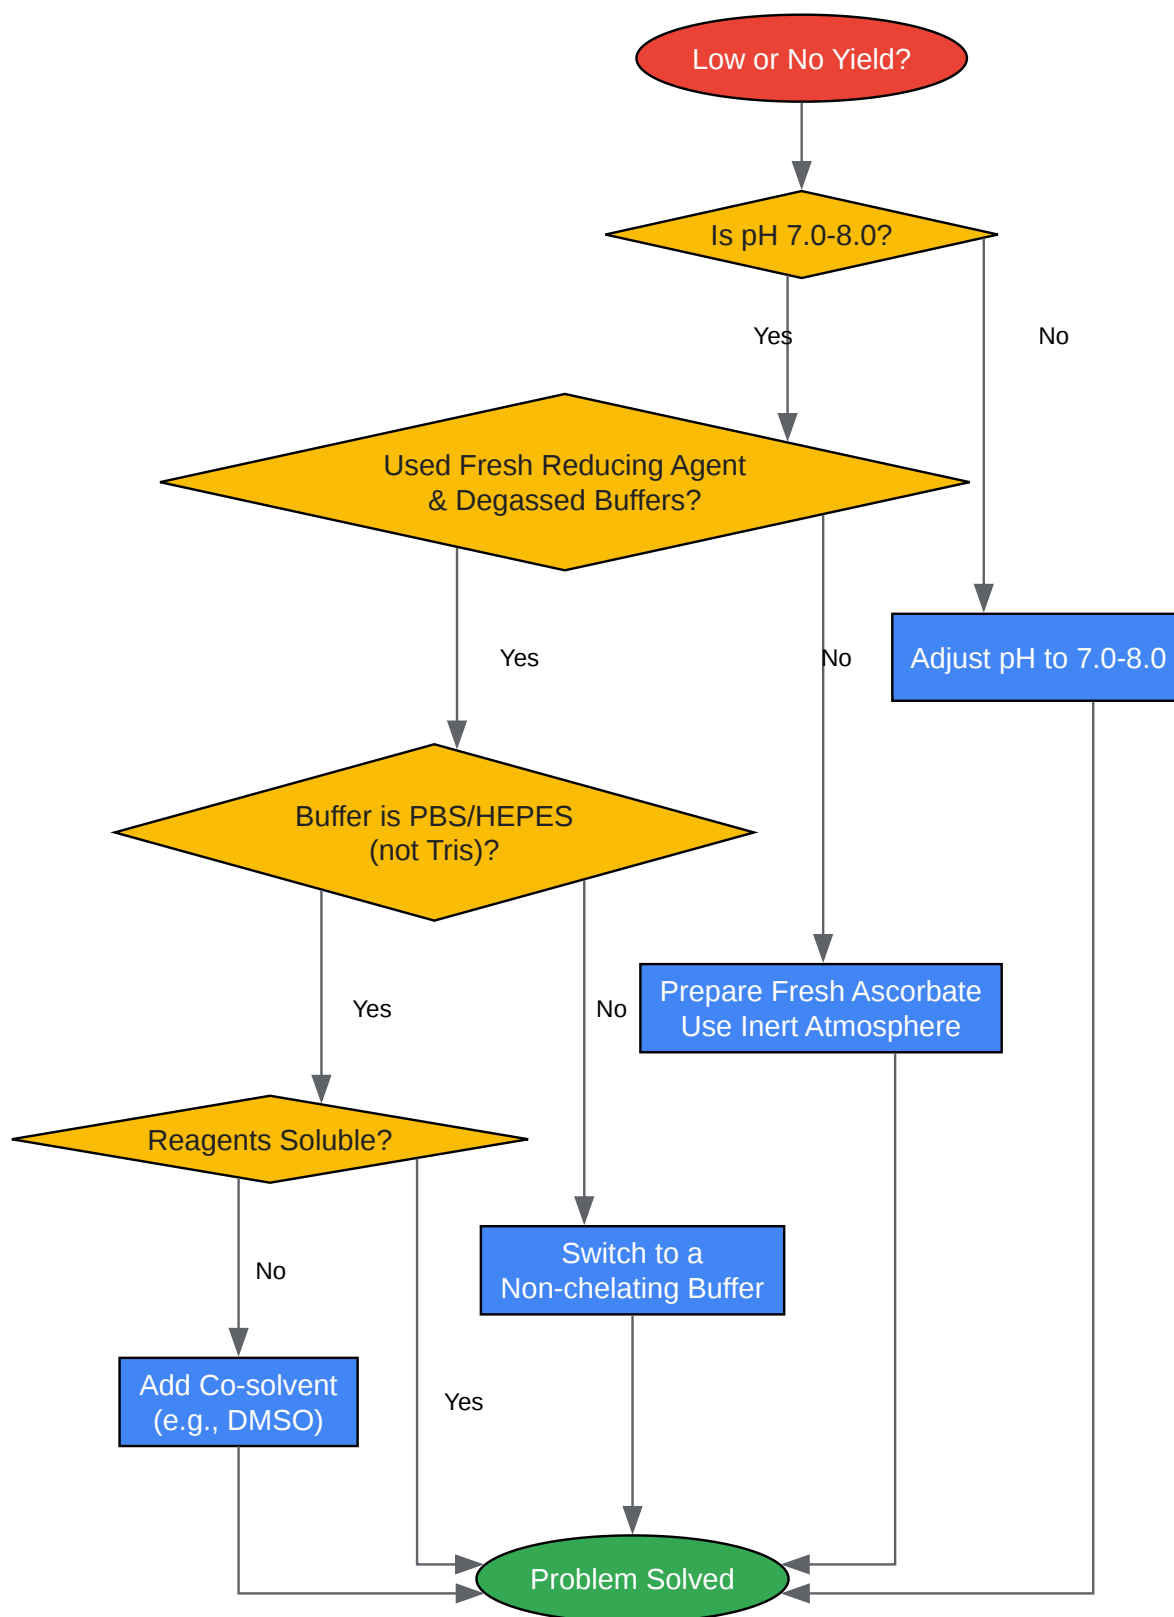 Low or No Yield?
Is pH 7.0-8.0?
Yes
No
Used Fresh Reducing Agent
& Degassed Buffers?
Yes
No
Adjust pH to 7.0-8.0
Buffer is PBS/HEPES
(not Tris)?
Yes
No
Prepare Fresh Ascorbate
Use Inert Atmosphere
Reagents Soluble?
No
Switch to a
Non-chelating Buffer
Add Co-solvent
(e.g., DMSO)
Yes
Problem Solved